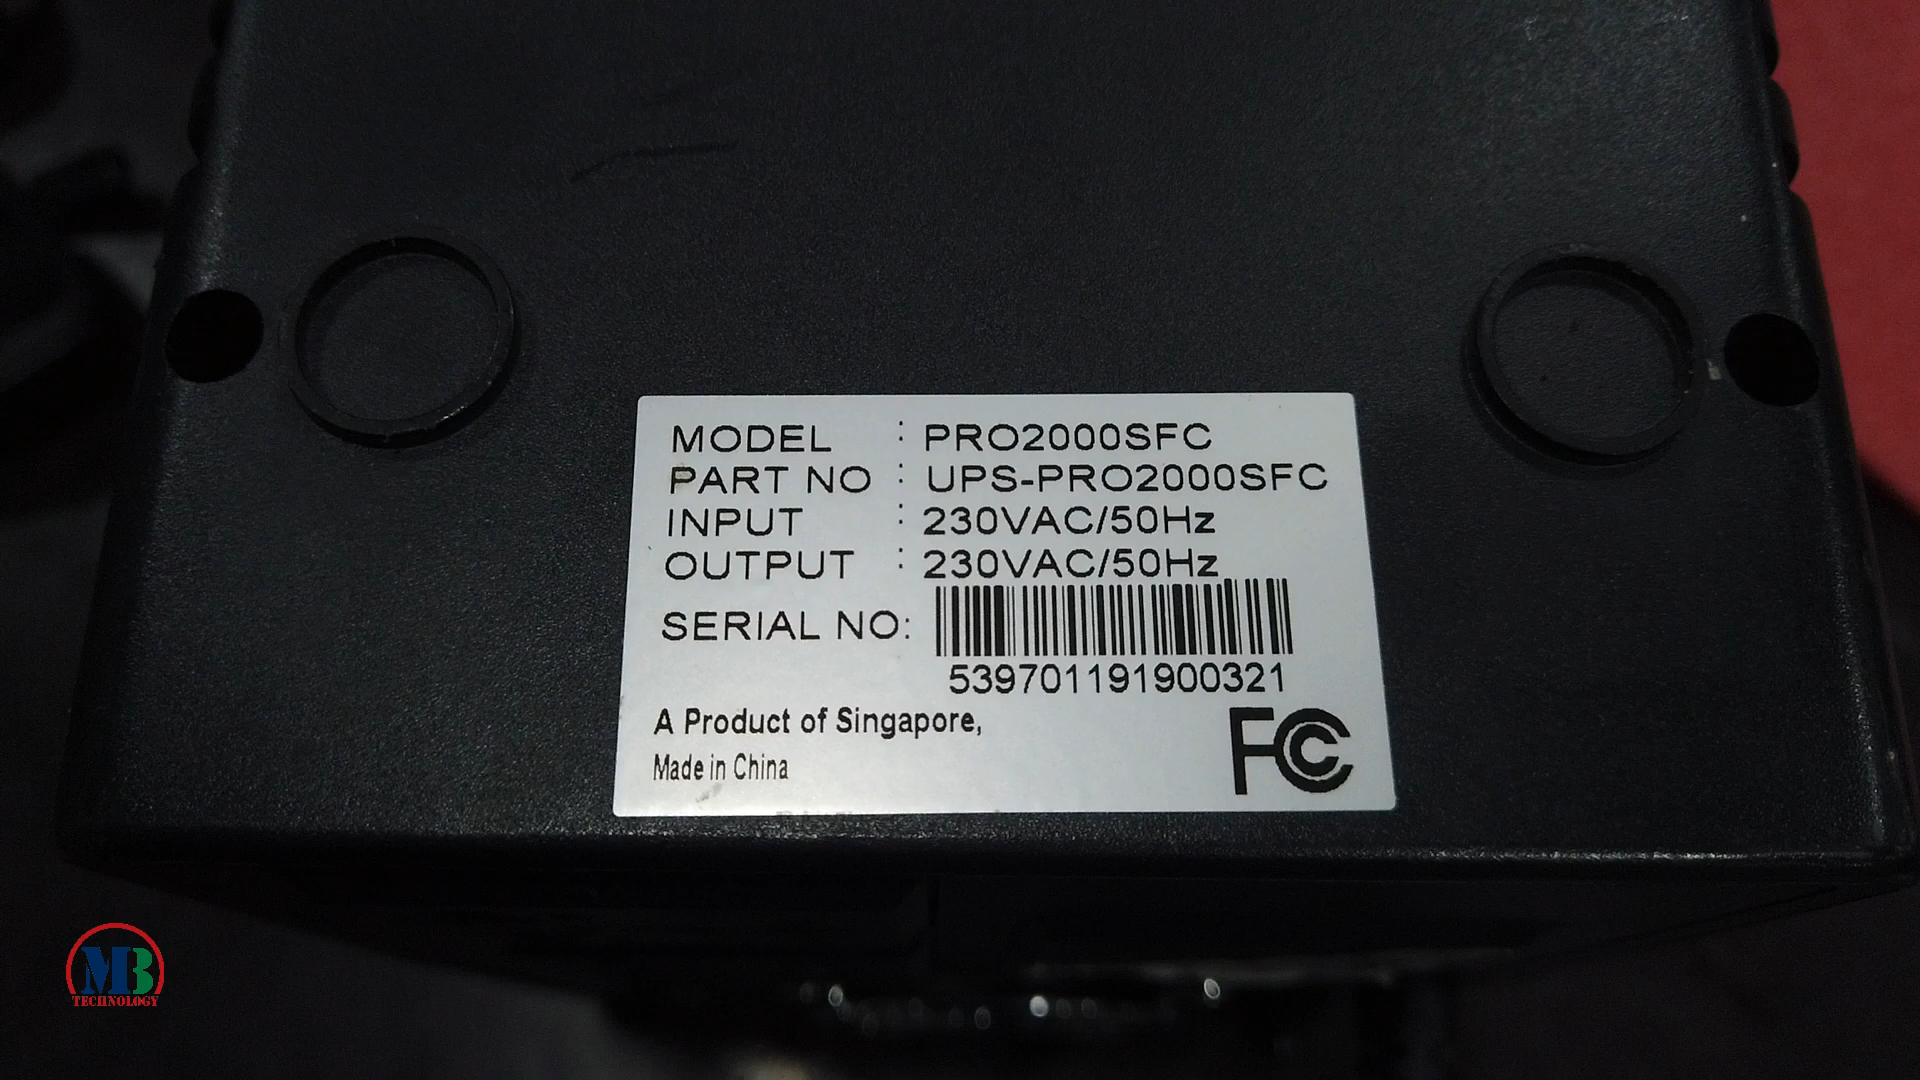 MODEL : PRO2000SFC
PART NO : UPS-PRO2000SFC
INPUT : 230VAC/50Hz
OUTPUT : 230VAC/50Hz
SERIAL NO:
539701191900321
A Product of Singapore,
Made in China
FC
MB
TECHNOLOGY